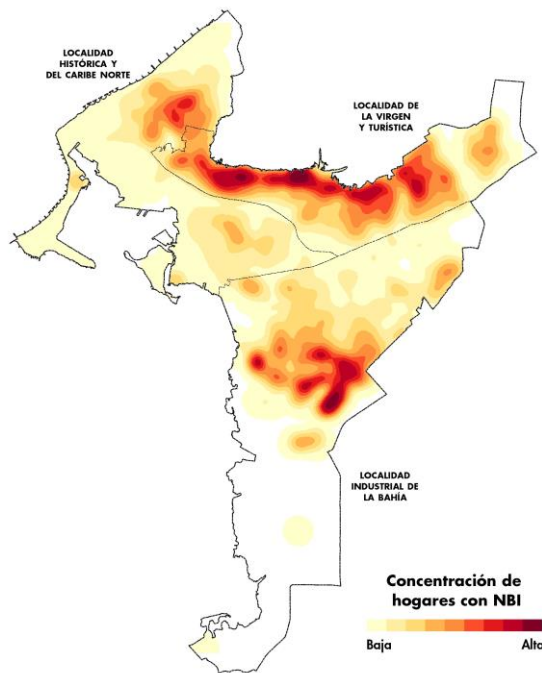 LOCALIDAD
HISTÓRICA Y
DEL CARIBE NORTE
LOCALIDAD DE
LA VIRGEN
Y TURÍSTICA
LOCALIDAD
INDUSTRIAL DE
LA BAHÍA
Concentración de
hogares con NBI
Baja
Alta